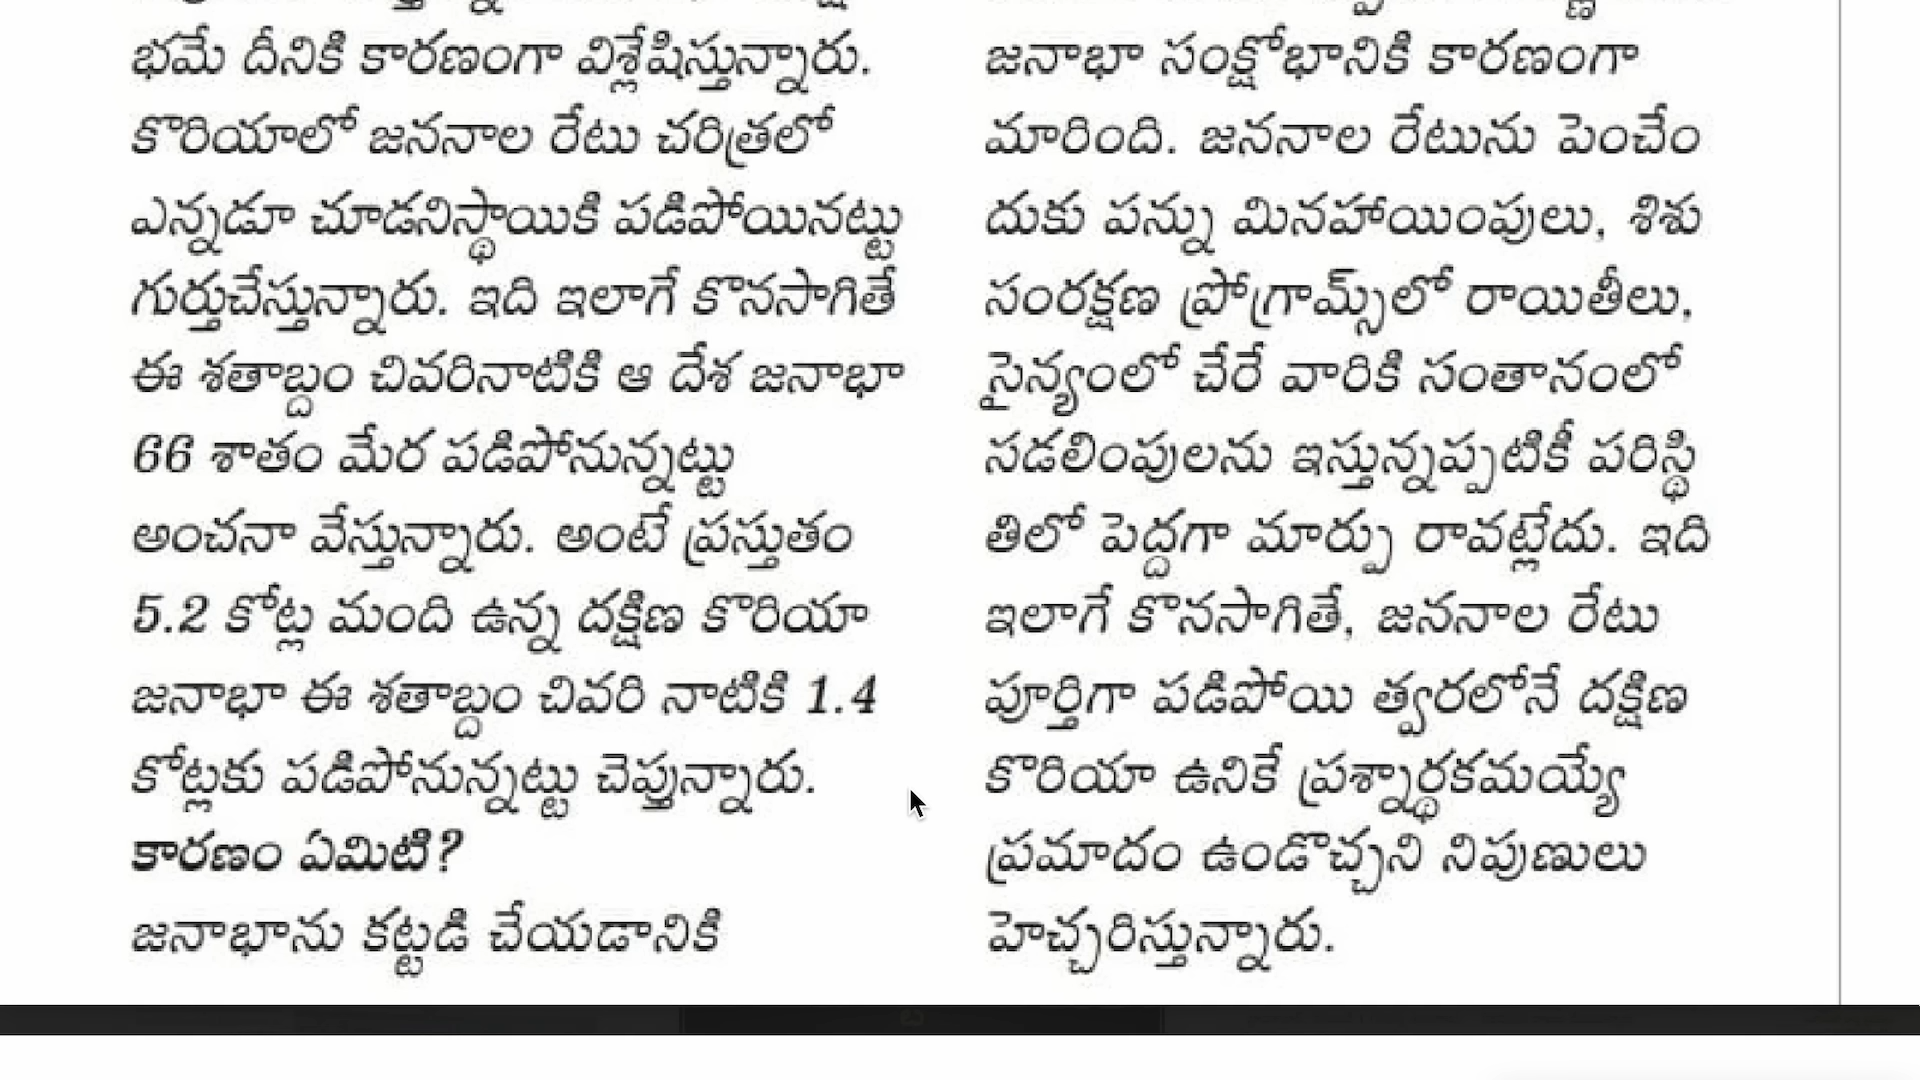 భమే దీనికి కారణంగా విశ్లేషిస్తున్నారు.
కొరియాలో జననాల రేటు చరిత్రలో
ఎన్నడూ చూడనిస్థాయికి పడిపోయినట్టు
గుర్తుచేస్తున్నారు. ఇది ఇలాగే కొనసాగితే
ఈ శతాబ్దం చివరినాటికి ఆ దేశ జనాభా
66 శాతం మేర పడిపోనున్నట్టు
అంచనా వేస్తున్నారు. అంటే ప్రస్తుతం
5.2 కోట్ల మంది ఉన్న దక్షిణ కొరియా
జనాభా ఈ శతాబ్దం చివరి నాటికి 1.4
కోట్లకు పడిపోనున్నట్టు చెప్తున్నారు.
కారణం ఏమిటి?
జనాభాను కట్టడి చేయడానికి
జనాభా సంక్షోభానికి కారణంగా
మారింది. జననాల రేటును పెంచేం
దుకు పన్ను మినహాయింపులు, శిశు
సంరక్షణ ప్రోగ్రామ్స్‌లో రాయితీలు,
సైన్యంలో చేరే వారికి సంతానంలో
సడలింపులను ఇస్తున్నప్పటికీ పరిస్థి
తిలో పెద్దగా మార్పు రావట్లేదు. ఇది
ఇలాగే కొనసాగితే, జననాల రేటు
పూర్తిగా పడిపోయి త్వరలోనే దక్షిణ
కొరియా ఉనికే ప్రశ్నార్థకమయ్యే
ప్రమాదం ఉండొచ్చని నిపుణులు
హెచ్చరిస్తున్నారు.